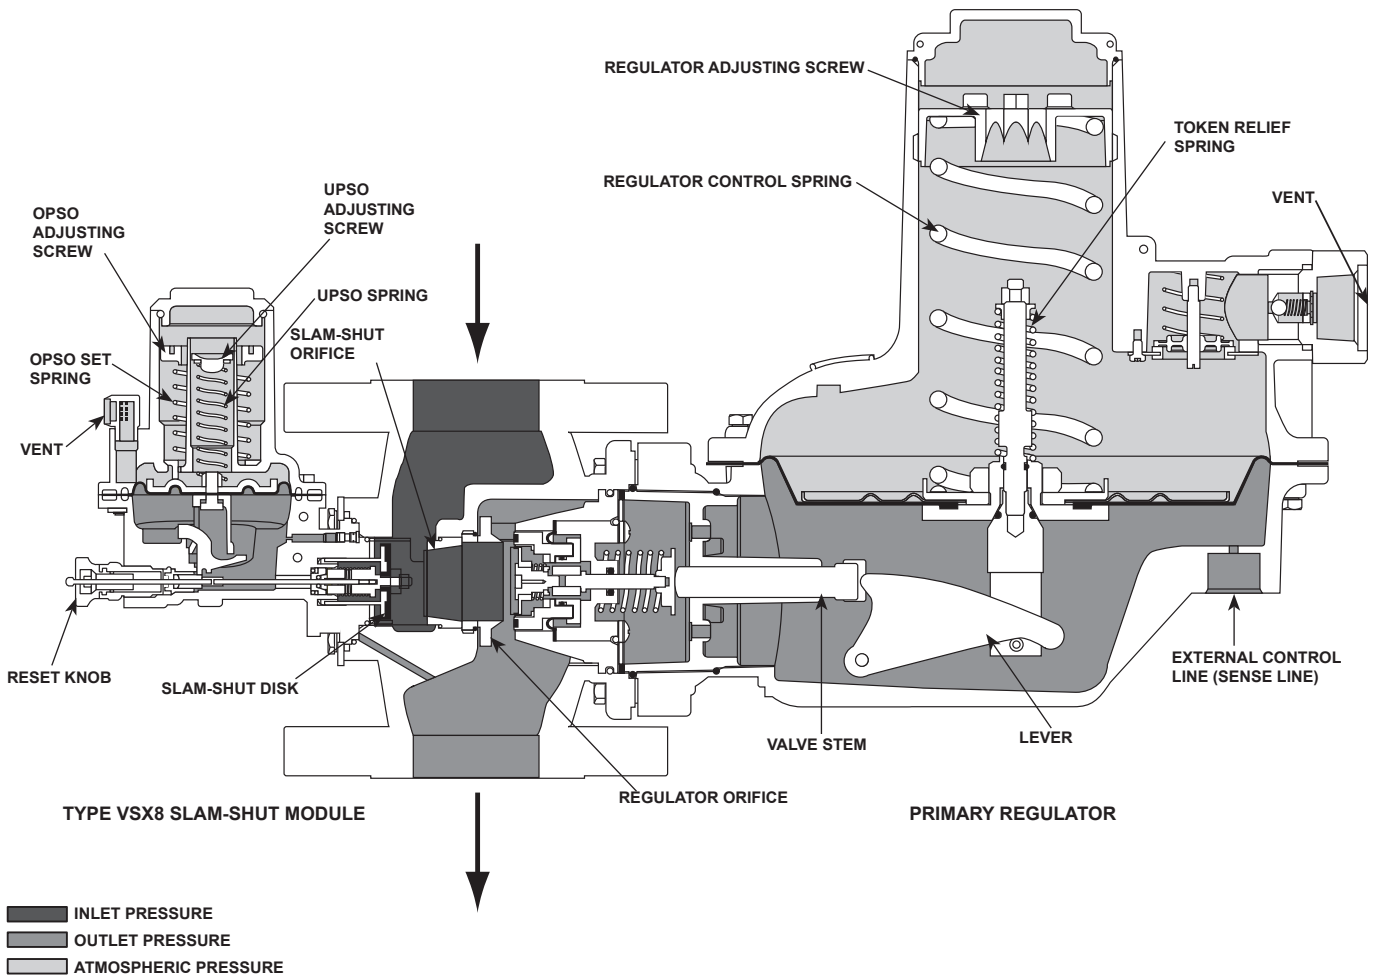 REGULATOR ADJUSTING SCREW
TOKEN RELIEF
SPRING
REGULATOR CONTROL SPRING
VENT
UPSO
ADJUSTING
SCREW
OPSO
ADJUSTING
SCREW
UPSO SPRING
SLAM-SHUT
ORIFICE
OPSO SET
SPRING
VENT
RESET KNOB
SLAM-SHUT DISK
EXTERNAL CONTROL
LINE (SENSE LINE)
VALVE STEM
LEVER
REGULATOR ORIFICE
TYPE VSX8 SLAM-SHUT MODULE
PRIMARY REGULATOR
INLET PRESSURE
OUTLET PRESSURE
ATMOSPHERIC PRESSURE